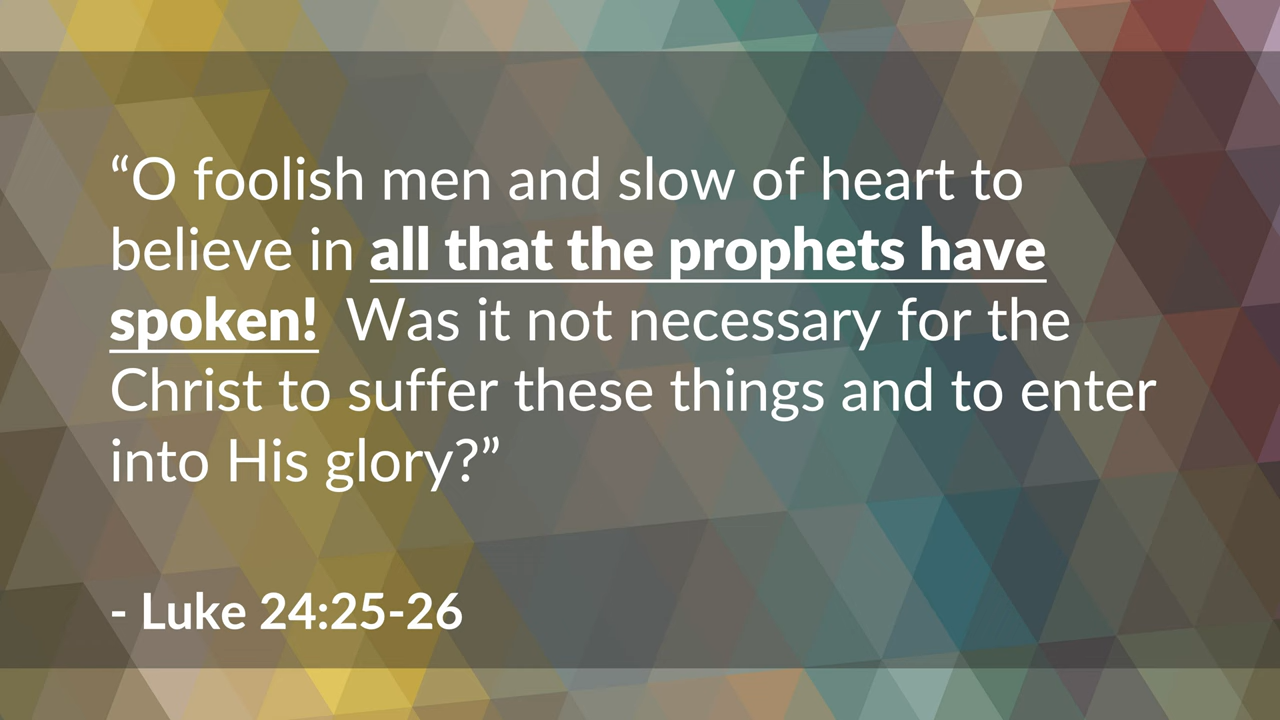 “O foolish men and slow of heart to
believe in all that the prophets have
spoken!  Was it not necessary for the
Christ to suffer these things and to enter
into His glory?”
- Luke 24:25-26